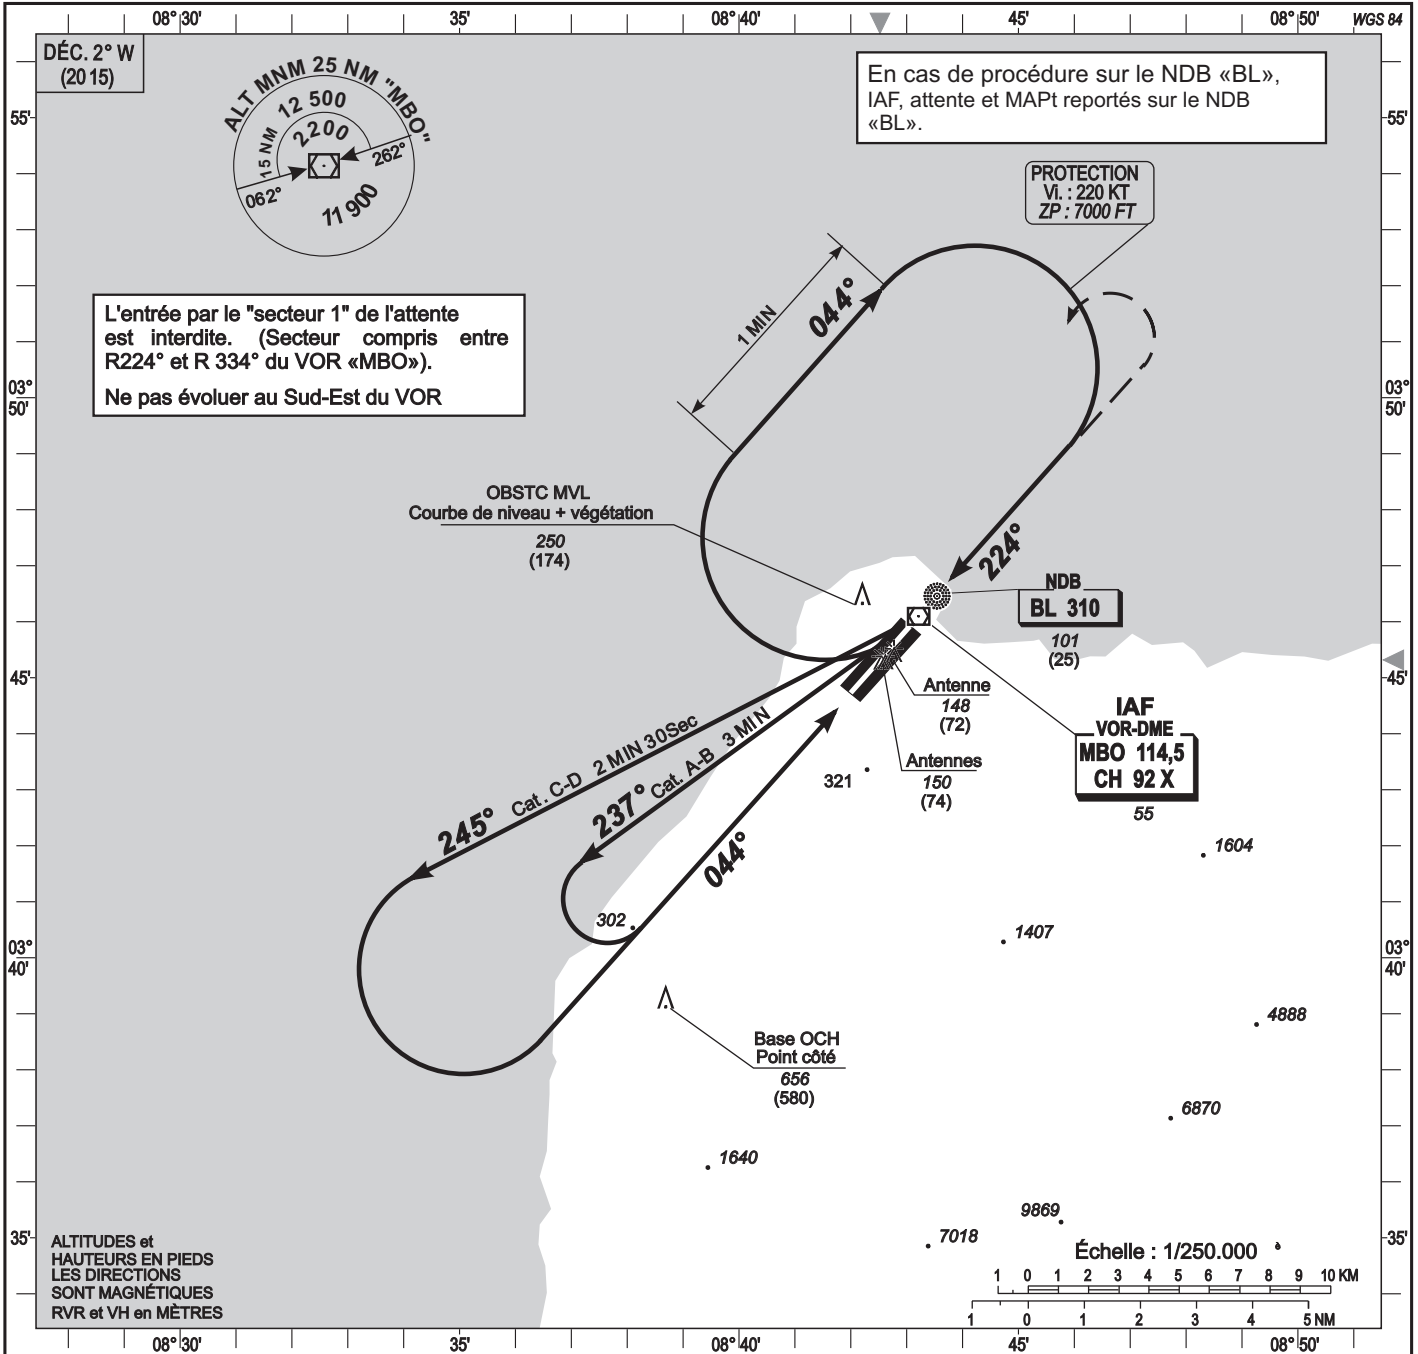 08°30'
35'
08°40'
45'
08°50'
WGS 84
DÉC. 2° W
(2015)
ALT MNM 25 NM "MBO"
12 500
15 NM
2200
262°
062°
11 900
En cas de procédure sur le NDB «BL»,
IAF, attente et MAPt reportés sur le NDB
«BL».
55'
55'
PROTECTION
Vi. : 220 KT
ZP : 7000 FT
L'entrée par le "secteur 1" de l'attente
est interdite. (Secteur compris entre
R224° et R 334° du VOR «MBO»).
Ne pas évoluer au Sud-Est du VOR
1 MIN
044°
03°
50'
03°
50'
OBSTC MVL
Courbe de niveau + végétation
250
(174)
224°
NDB
BL 310
101
(25)
45'
45'
Antenne
148
(72)
IAF
VOR-DME
MBO 114,5
CH 92 X
55
Antennes
150
(74)
321
Cat. C-D 2 MIN 30Sec
Cat. A-B 3 MIN
245°
237°
044°
1604
302
1407
03°
40'
03°
40'
4888
Base OCH
Point côté
656
(580)
6870
1640
9869
7018
35'
35'
ALTITUDES et
HAUTEURS EN PIEDS
LES DIRECTIONS
SONT MAGNÉTIQUES
RVR et VH en MÈTRES
Échelle : 1/250.000
1 0 1 2 3 4 5 6 7 8 9 10 KM
1 0 1 2 3 4 5 NM
08°30'
35'
08°40'
45'
08°50'